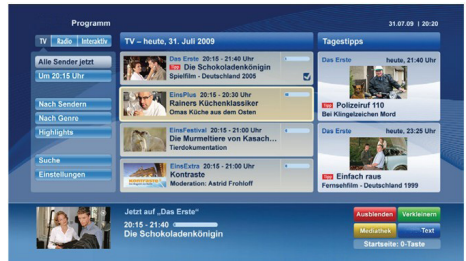 Programm
31.07.09 | 20:20
TV Radio Interaktiv
TV – heute, 31. Juli 2009
Tagestipps
Alle Sender jetzt
Um 20:15 Uhr
Nach Sendern
Nach Genre
Highlights
Suche
Einstellungen
Das Erste 20:15 - 21:40 Uhr
Tipp Die Schokoladenkönigin
Spielfilm - Deutschland 2005
EinsPlus 20:15 - 20:30 Uhr
Rainers Küchenklassiker
Omas Küche aus dem Osten
EinsFestival 20:15 - 21:00 Uhr
Die Murmeltiere von Kasach...
Tierdokumentation
EinsExtra 20:15 - 21:00 Uhr
Kontraste
Moderation: Astrid Frohloff
Das Erste heute, 21:40 Uhr
Tipp Polizeiruf 110
Bei Klingelzeichen Mord
Das Erste heute, 23:25 Uhr
Tipp Einfach raus
Fernsehfilm - Deutschland 1999
Jetzt auf „Das Erste“
20:15 - 21:40
Die Schokoladenkönigin
Ausblenden Verkleinern
Mediathek Text
Startseite: 0-Taste